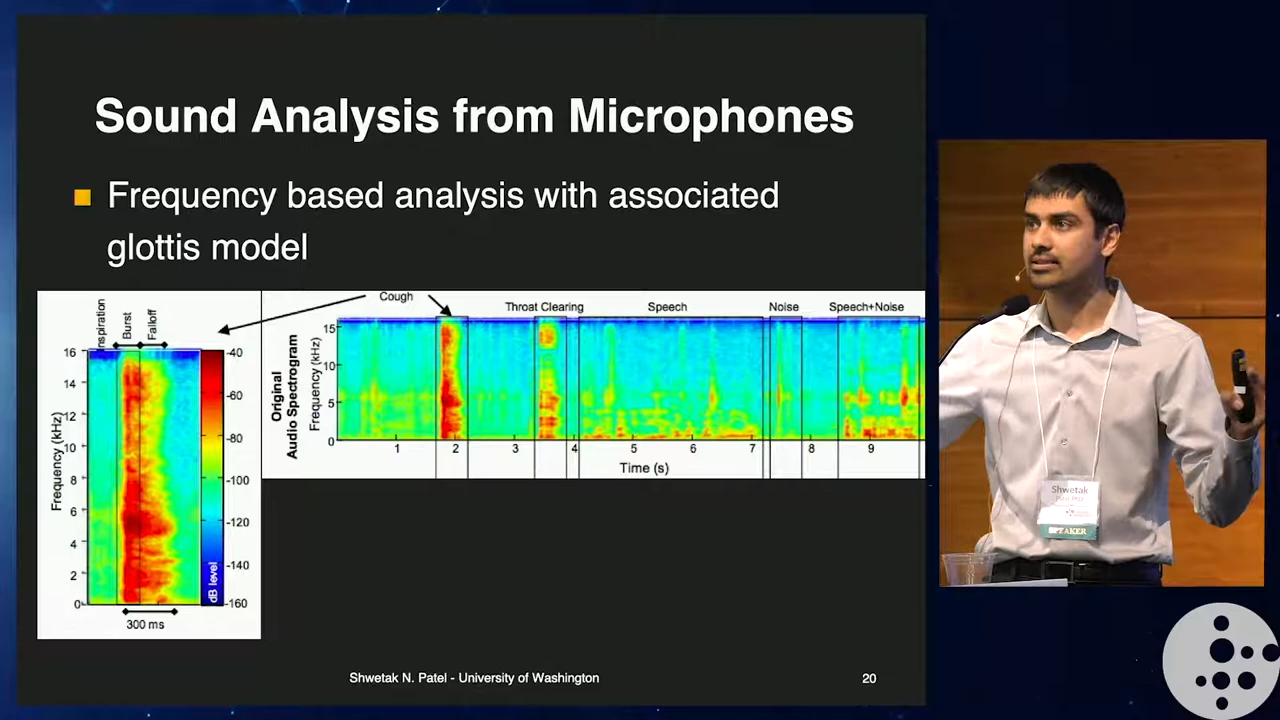 Sound Analysis from Microphones
Frequency based analysis with associated
glottis model
Cough
Inspiration
Burst
Falloff
Frequency (kHz)
16
14
12
10
8
6
4
2
0
-40
-60
-80
-100
-120
-140
-160
dB level
300 ms
Throat Clearing
Speech
Noise
Speech+Noise
Original
Audio Spectrogram
Frequency (kHz)
15
10
5
0
1
2
3
4
5
6
7
8
9
Time (s)
Shwetak N. Patel - University of Washington
20
Shwetak
SPEAKER